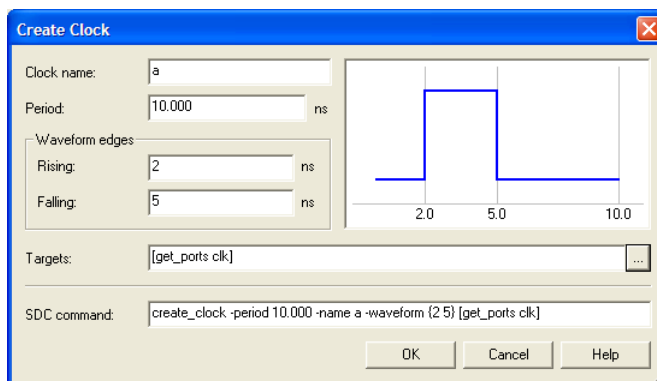 Create Clock
Clock name: a
Period: 10.000 ns
Waveform edges
Rising: 2 ns
Falling: 5 ns
2.0 5.0 10.0
Targets: [get_ports clk] ...
SDC command: create_clock -period 10.000 -name a -waveform {2 5} [get_ports clk]
OK Cancel Help